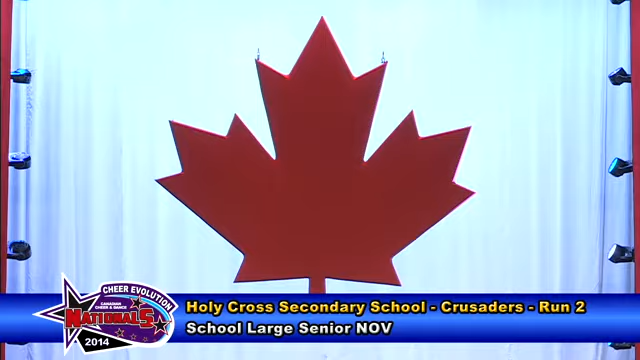 CHEER EVOLUTION
CANADIAN
CHEER & DANCE
NATIONALS
2014
Holy Cross Secondary School - Crusaders - Run 2
School Large Senior NOV